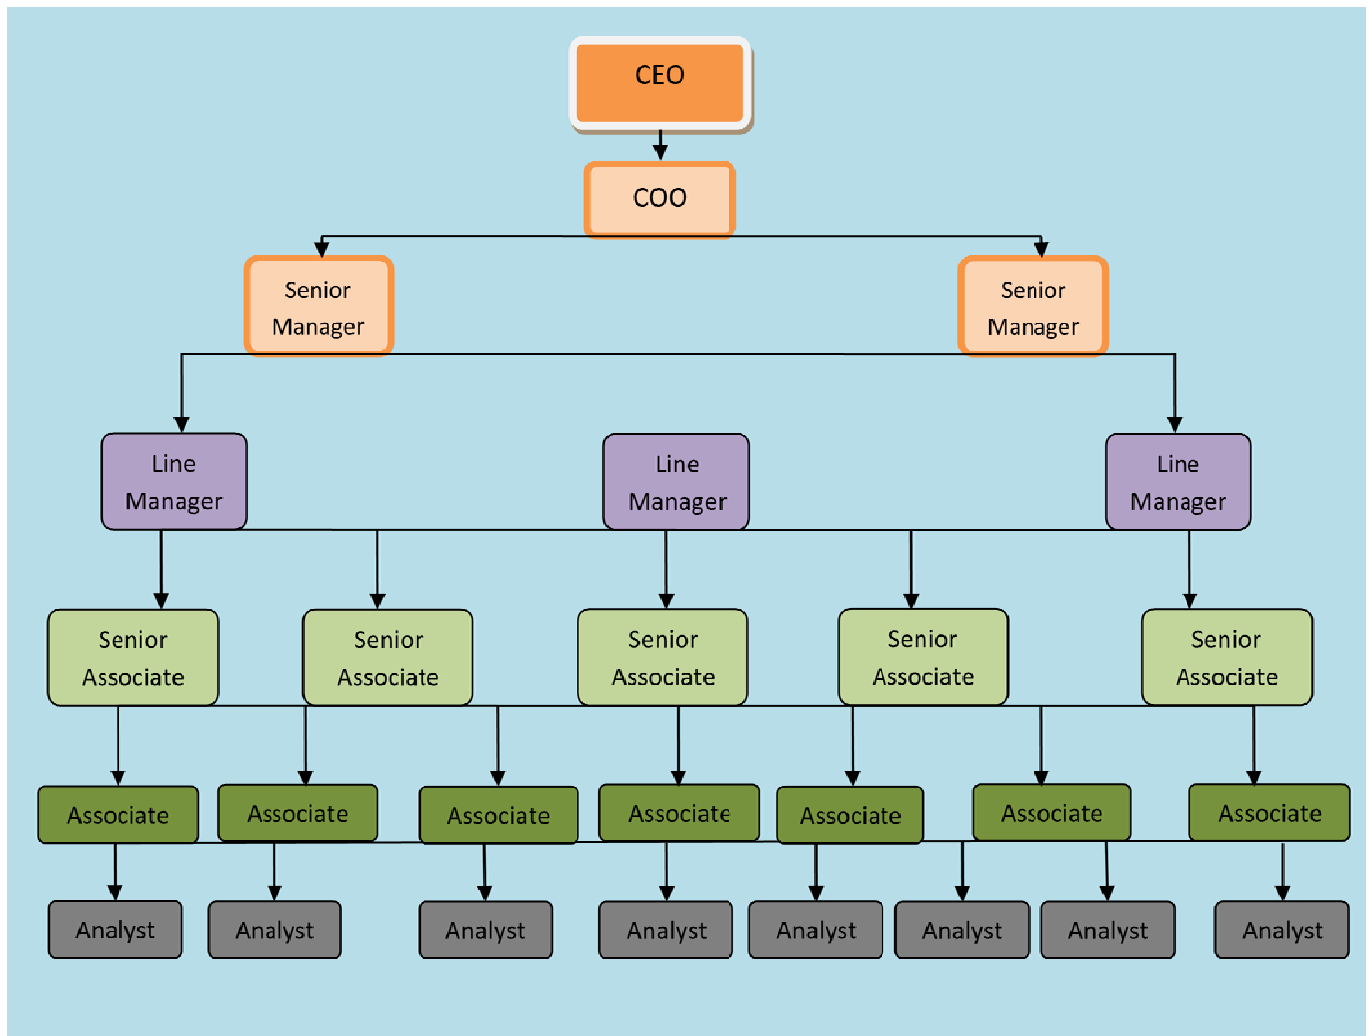 CEO
COO
Senior
Manager
Senior
Manager
Line
Manager
Line
Manager
Line
Manager
Senior
Associate
Senior
Associate
Senior
Associate
Senior
Associate
Senior
Associate
Associate
Associate
Associate
Associate
Associate
Associate
Associate
Analyst
Analyst
Analyst
Analyst
Analyst
Analyst
Analyst
Analyst